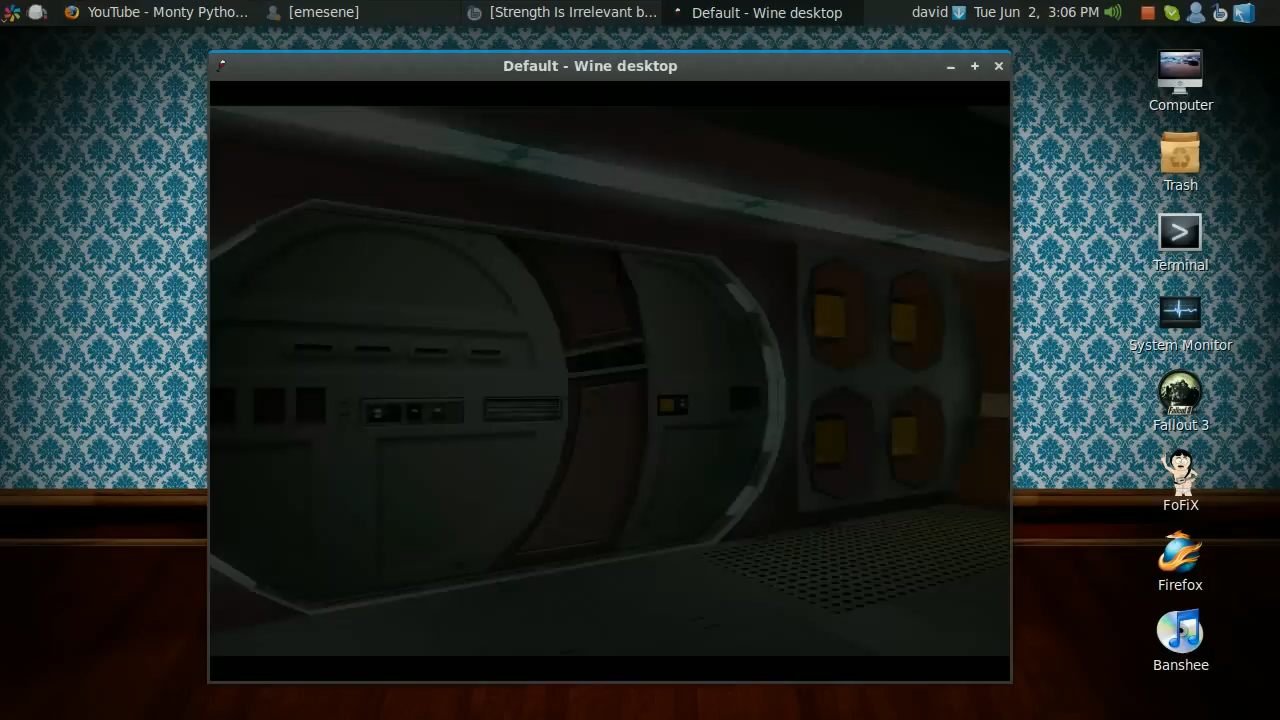 YouTube - Monty Pytho...
[emesene]
[Strength Is Irrelevant b...
Default - Wine desktop
david
Tue Jun 2, 3:06 PM
Default - Wine desktop
Computer
Trash
Terminal
System Monitor
Fallout 3
FoFiX
Firefox
Banshee